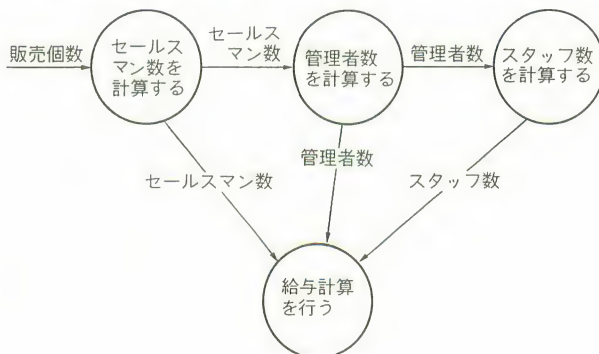 販売個数
セールス
マン数を
計算する
セールス
マン数
管理者数
を計算する
管理者数
スタッフ数
を計算する
セールスマン数
管理者数
スタッフ数
給与計算
を行う